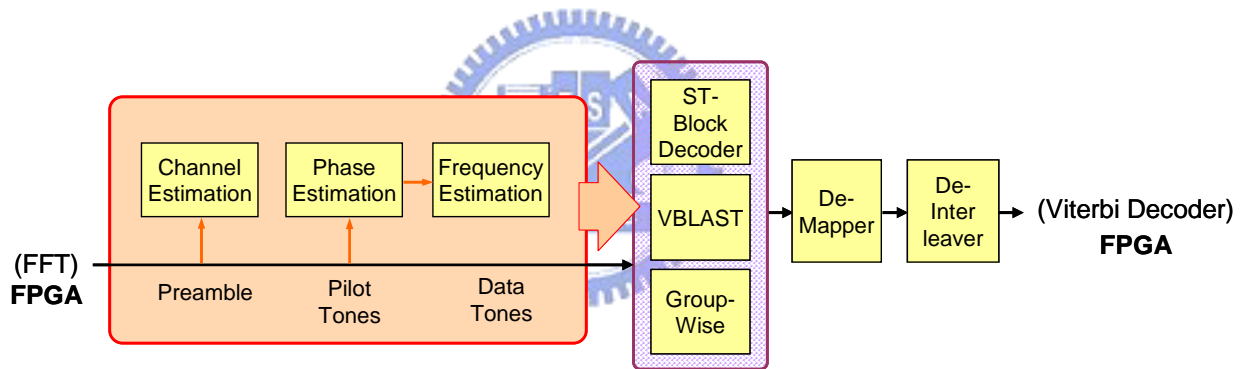 (FFT)
FPGA
Channel
Estimation
Phase
Estimation
Frequency
Estimation
Preamble
Pilot
Tones
Data
Tones
S
ST-
Block
Decoder
VBLAST
Group-
Wise
De-
Mapper
De-
Inter
leaver
(Viterbi Decoder)
FPGA